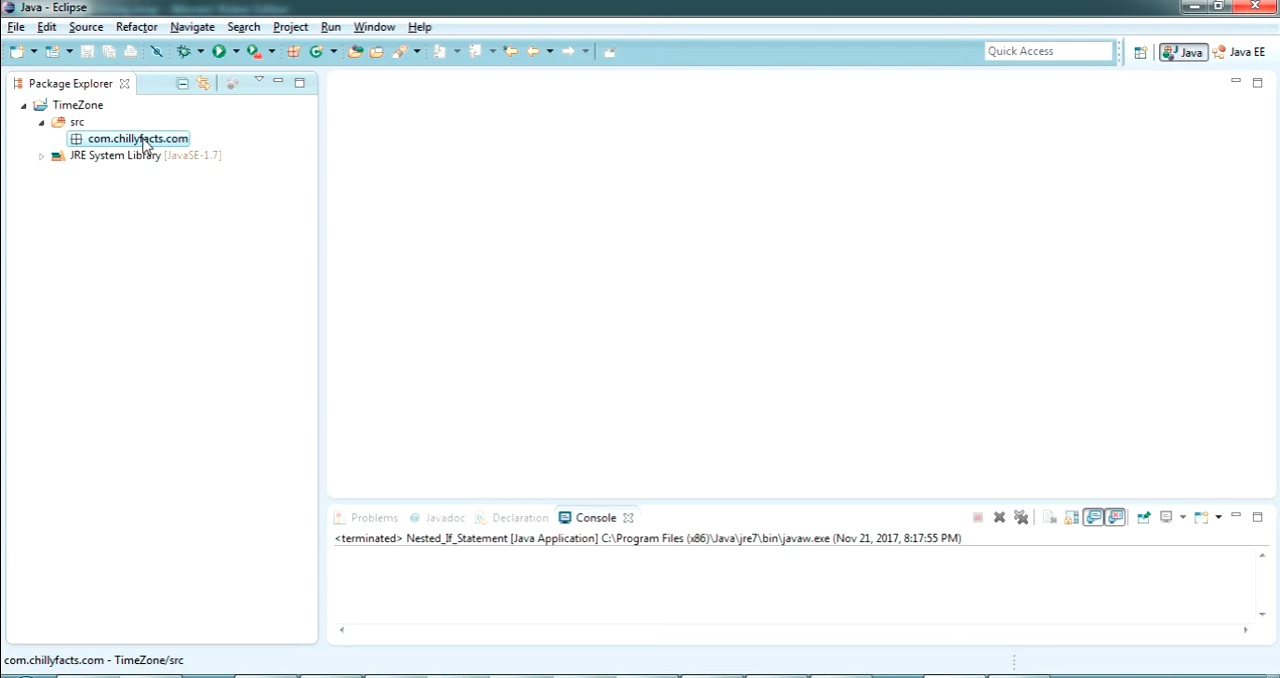 Java - Eclipse
File Edit Source Refactor Navigate Search Project Run Window Help
Quick Access
Java
Java EE
Package Explorer
TimeZone
src
com.chillyfacts.com
JRE System Library [JavaSE-1.7]
Problems @ Javadoc Declaration Console
<terminated> Nested_If_Statement [Java Application] C:\Program Files (x86)\Java\jre7\bin\javaw.exe (Nov 21, 2017, 8:17:55 PM)
com.chillyfacts.com - TimeZone/src